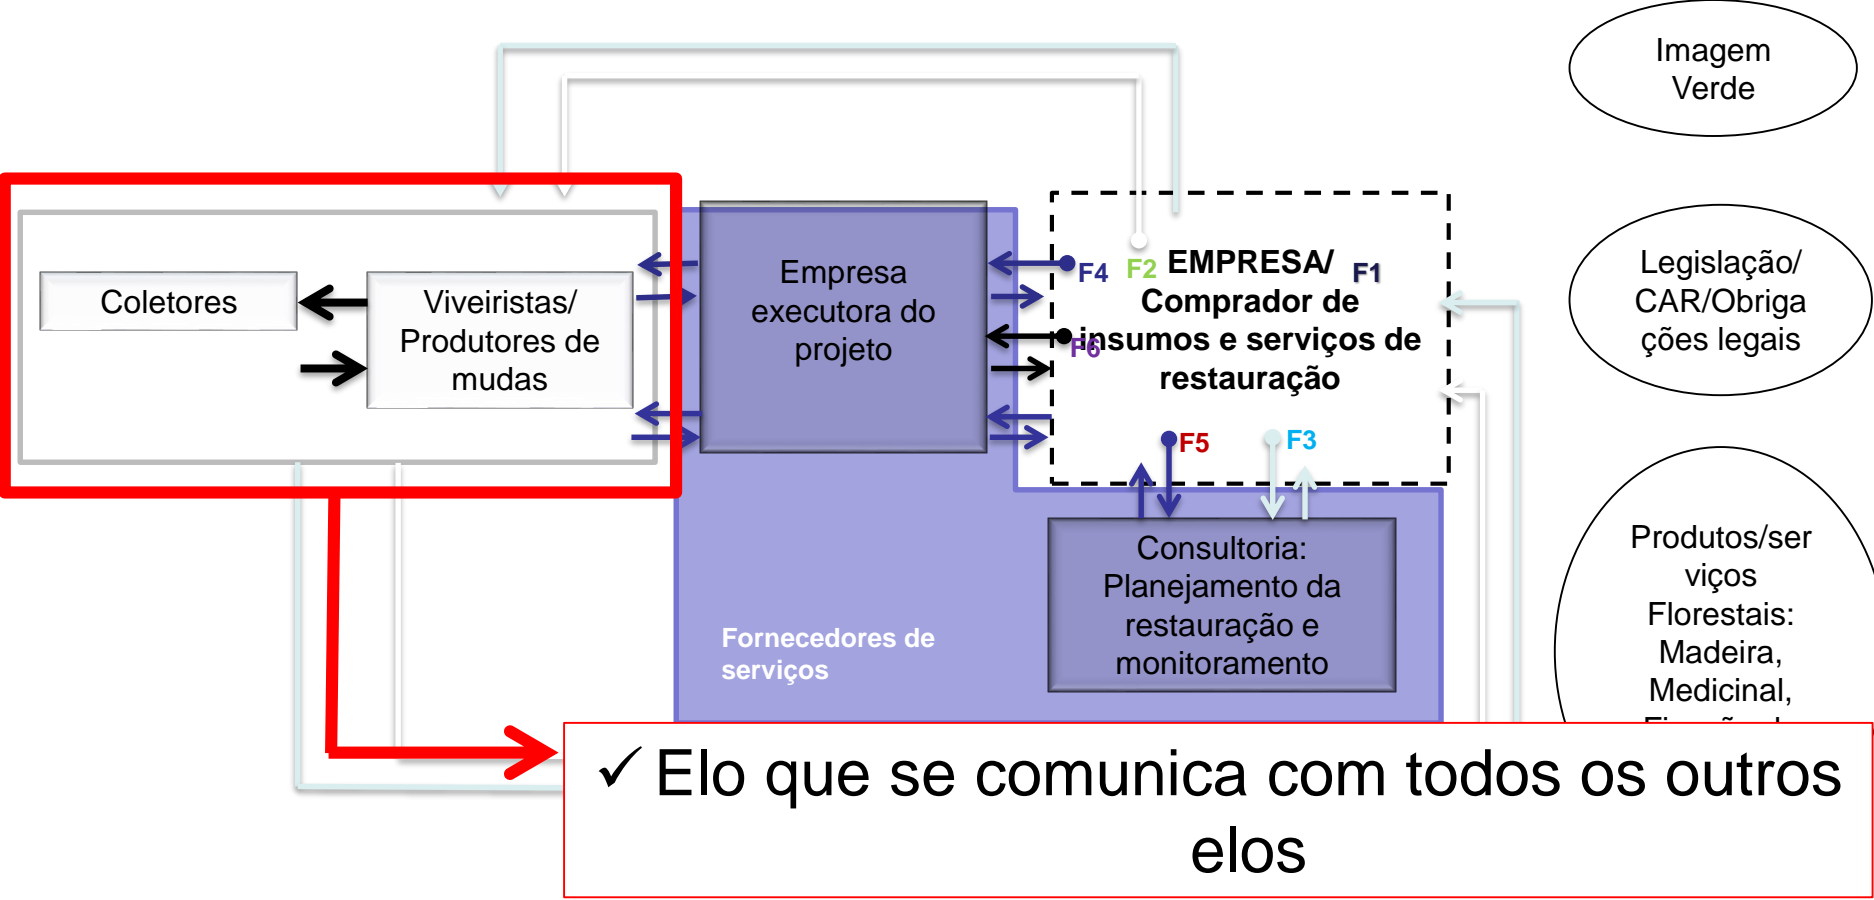 Imagem
Verde
Coletores
Viveiristas/
Produtores de
mudas
Empresa
executora do
projeto
F4
F2
EMPRESA/
F1
Comprador de
insumos e serviços de
restauração
F6
F5
F3
Legislação/
CAR/Obriga
ções legais
Consultoria:
Planejamento da
restauração e
monitoramento
Fornecedores de
serviços
Produtos/ser
viços
Florestais:
Madeira,
Medicinal,
✓ Elo que se comunica com todos os outros
elos